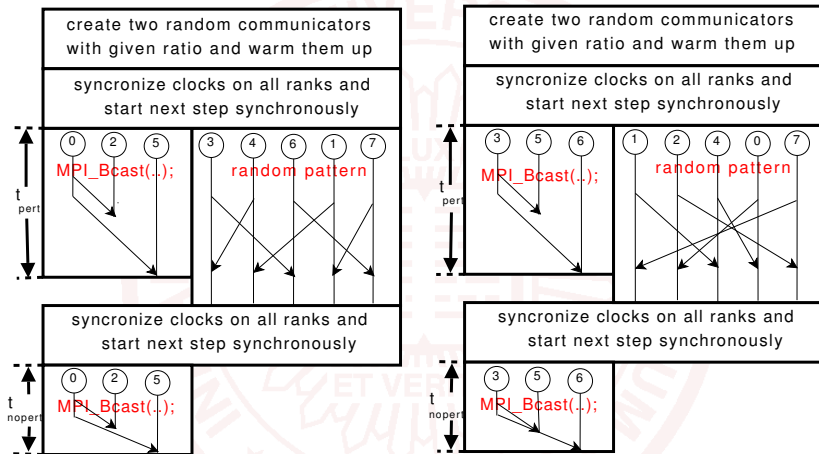 create two random communicators
with given ratio and warm them up
syncronize clocks on all ranks and
start next step synchronously
0 2 5 3 4 6 1 7
MPI_Bcast(..); random pattern
t pert
syncronize clocks on all ranks and
start next step synchronously
0 2 5
MPI_Bcast(..);
t nopert
create two random communicators
with given ratio and warm them up
syncronize clocks on all ranks and
start next step synchronously
3 5 6 1 2 4 0 7
MPI_Bcast(..); random pattern
t pert
syncronize clocks on all ranks and
start next step synchronously
3 5 6
MPI_Bcast(..);
t nopert
ET VER